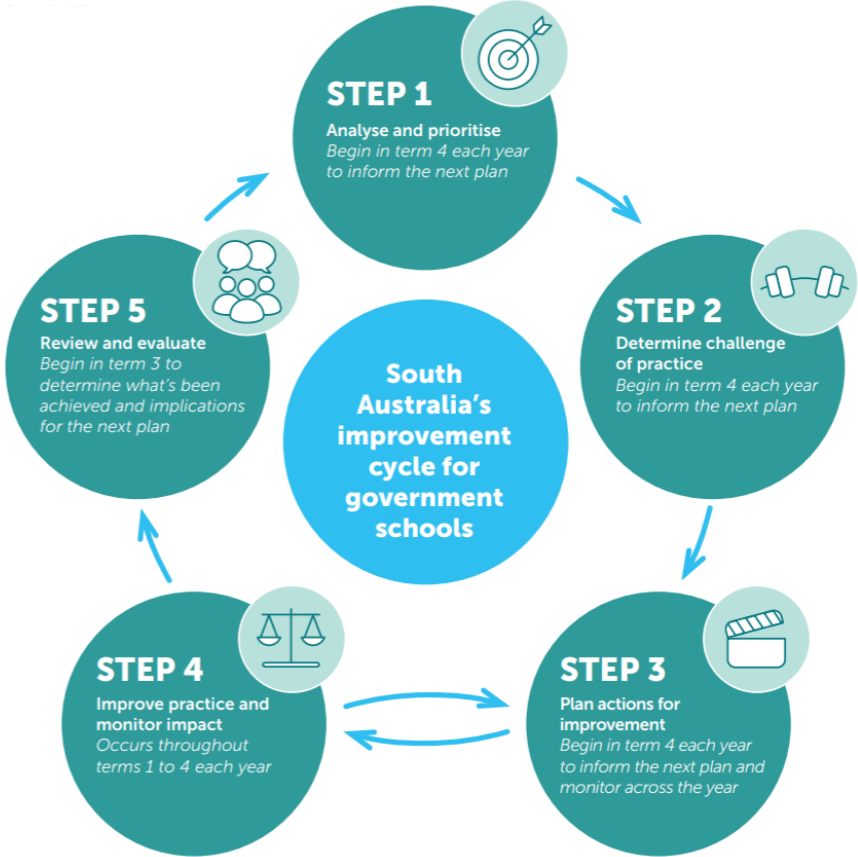 STEP 1
Analyse and prioritise
Begin in term 4 each year
to inform the next plan
STEP 2
Determine challenge
of practice
Begin in term 4 each year
to inform the next plan
STEP 3
Plan actions for
improvement
Begin in term 4 each year
to inform the next plan and
monitor across the year
STEP 4
Improve practice and
monitor impact
Occurs throughout
terms 1 to 4 each year
STEP 5
Review and evaluate
Begin in term 3 to
determine what's been
achieved and implications
for the next plan
South
Australia's
improvement
cycle for
government
schools